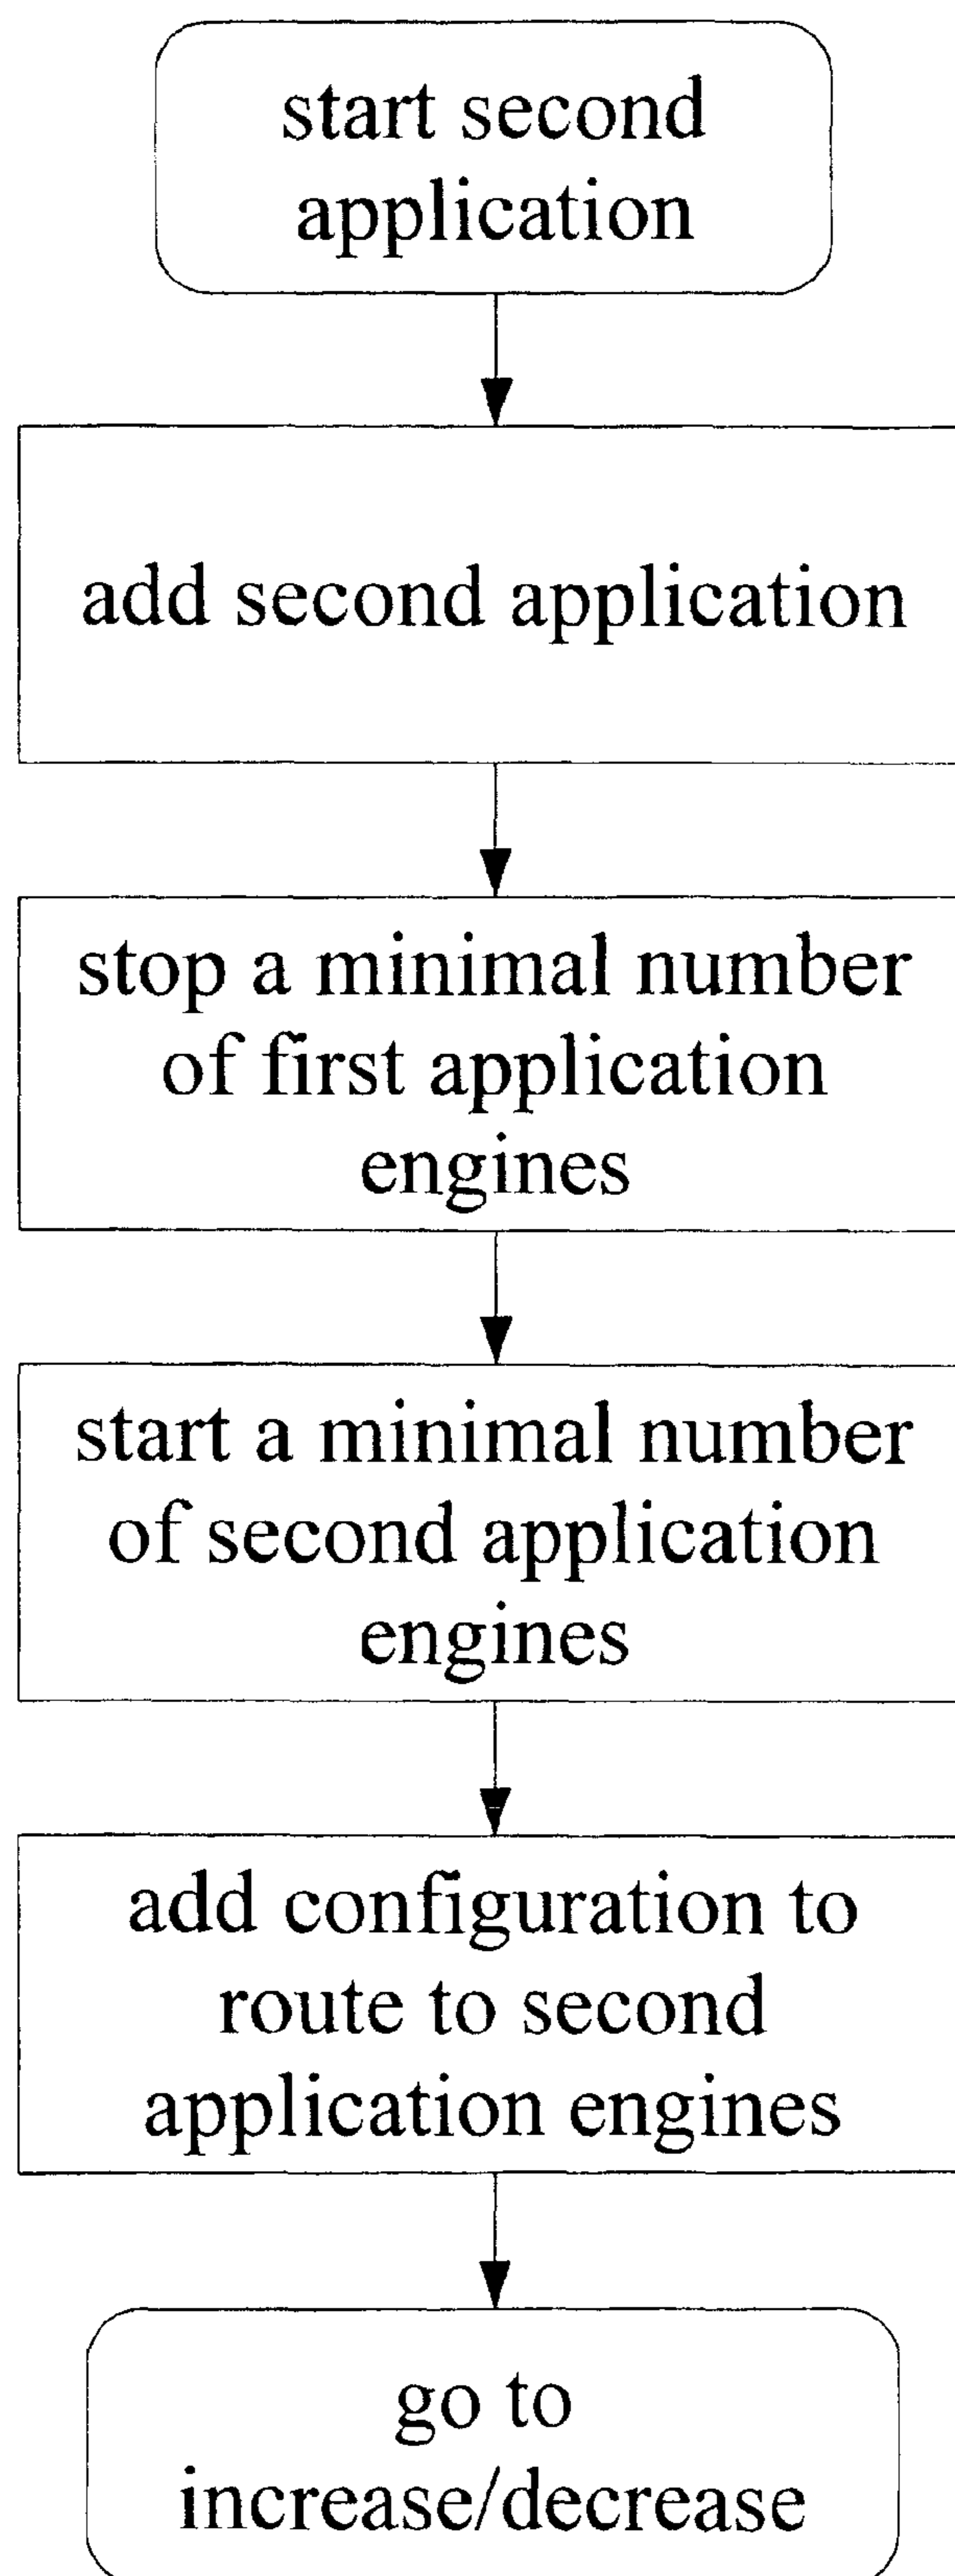 start second
application
add second application
stop a minimal number
of first application
engines
start a minimal number
of second application
engines
add configuration to
route to second
application engines
go to
increase/decrease